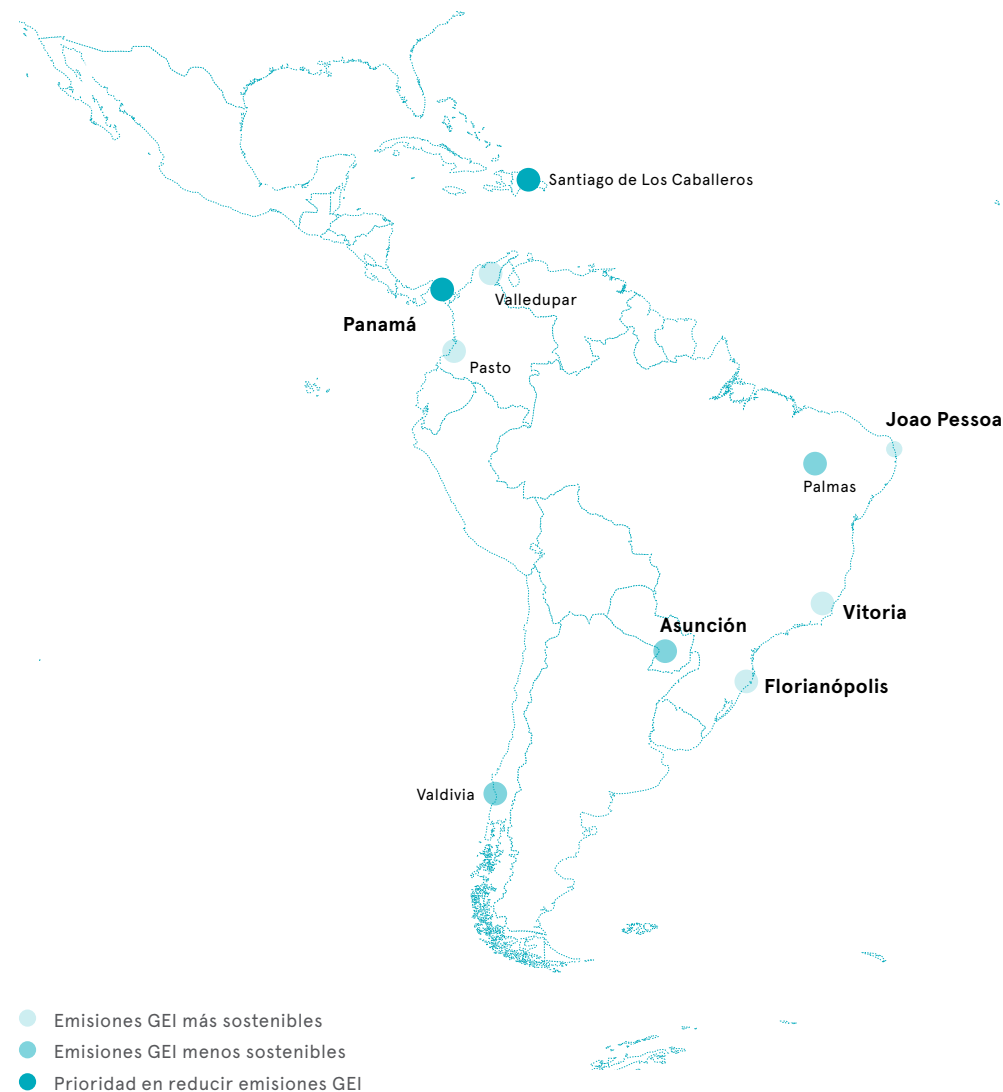 Santiago de Los Caballeros
Valledupar
Panamá
Pasto
Joao Pessoa
Palmas
Vitoria
Asunción
Florianópolis
Valdivia
Emisiones GEI más sostenibles
Emisiones GEI menos sostenibles
Prioridad en reducir emisiones GEI